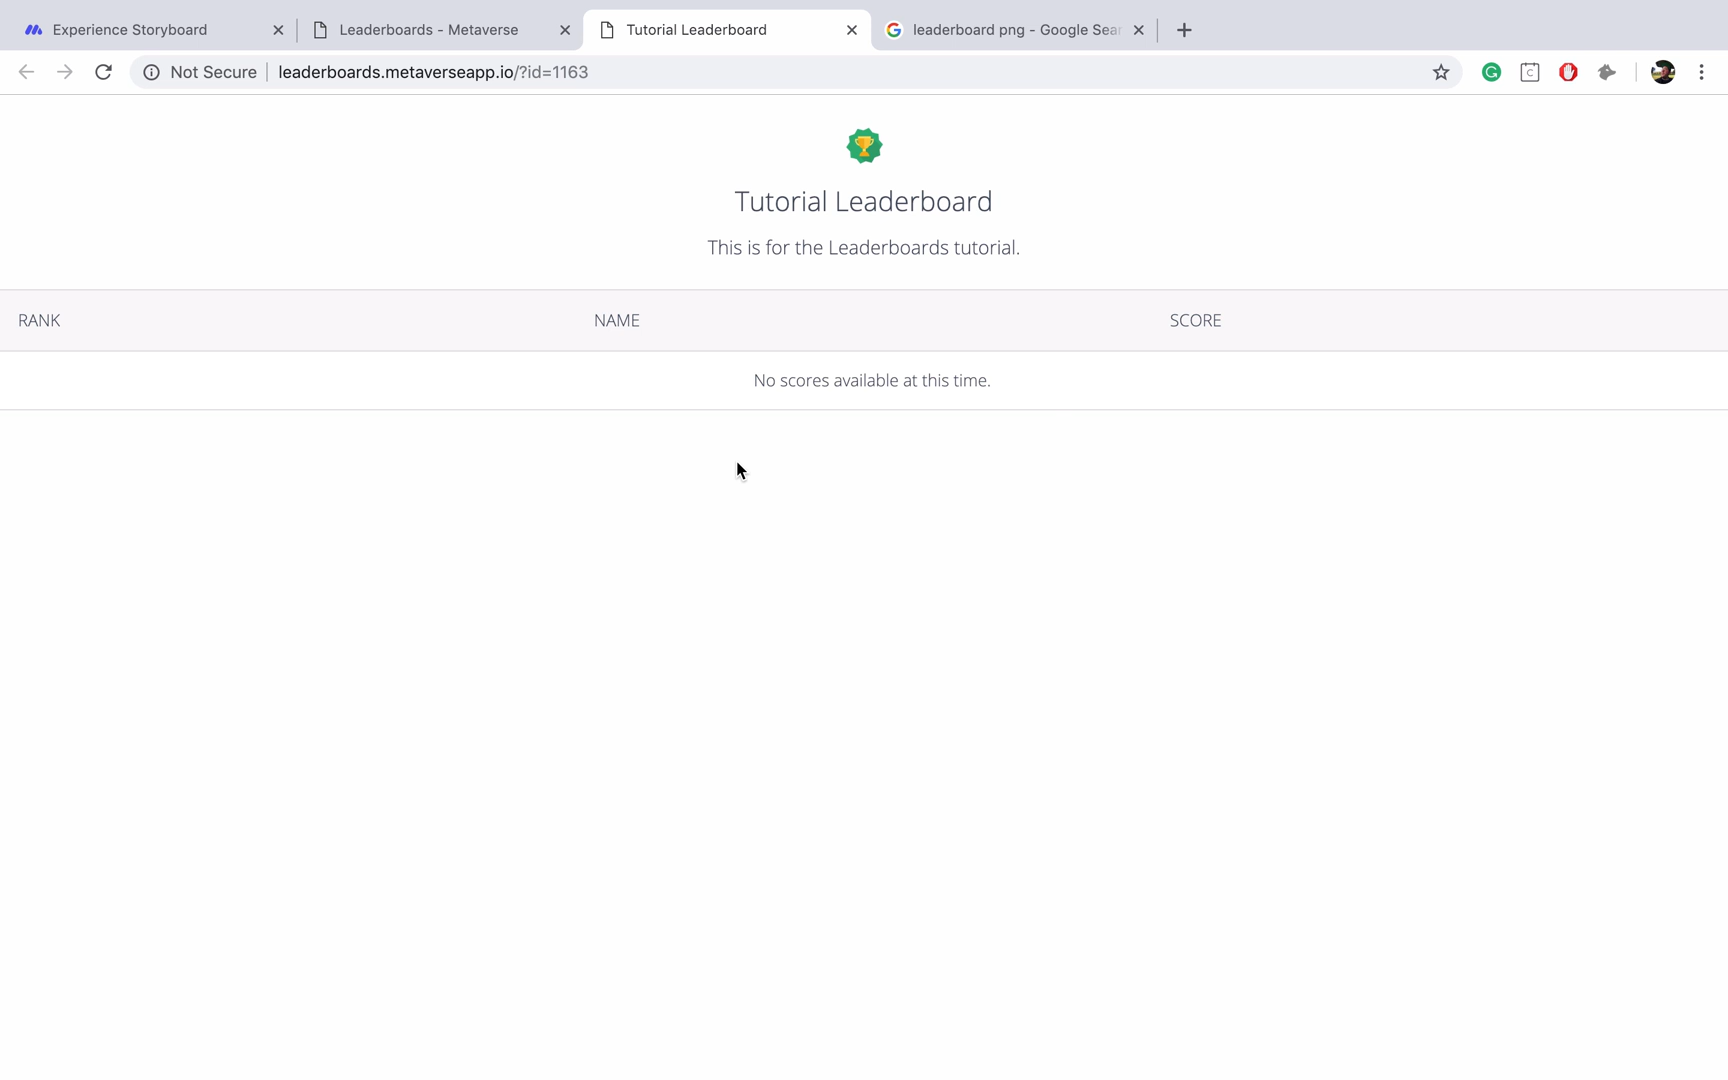 Experience Storyboard
Leaderboards - Metaverse
Tutorial Leaderboard
leaderboard png - Google Sear
Not Secure
leaderboards.metaverseapp.io/?id=1163
Tutorial Leaderboard
This is for the Leaderboards tutorial.
RANK NAME SCORE
No scores available at this time.